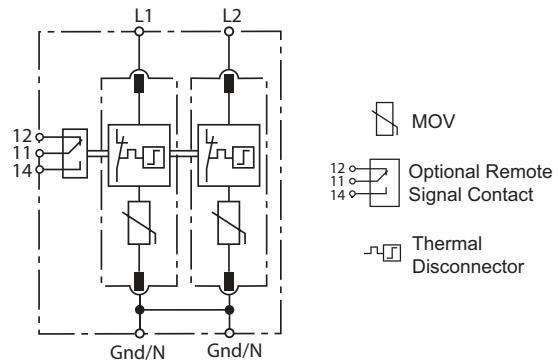 L1 L2
12
11
14
Gnd/N Gnd/N
MOV
12
11
14
Optional Remote
Signal Contact
Thermal
Disconnector